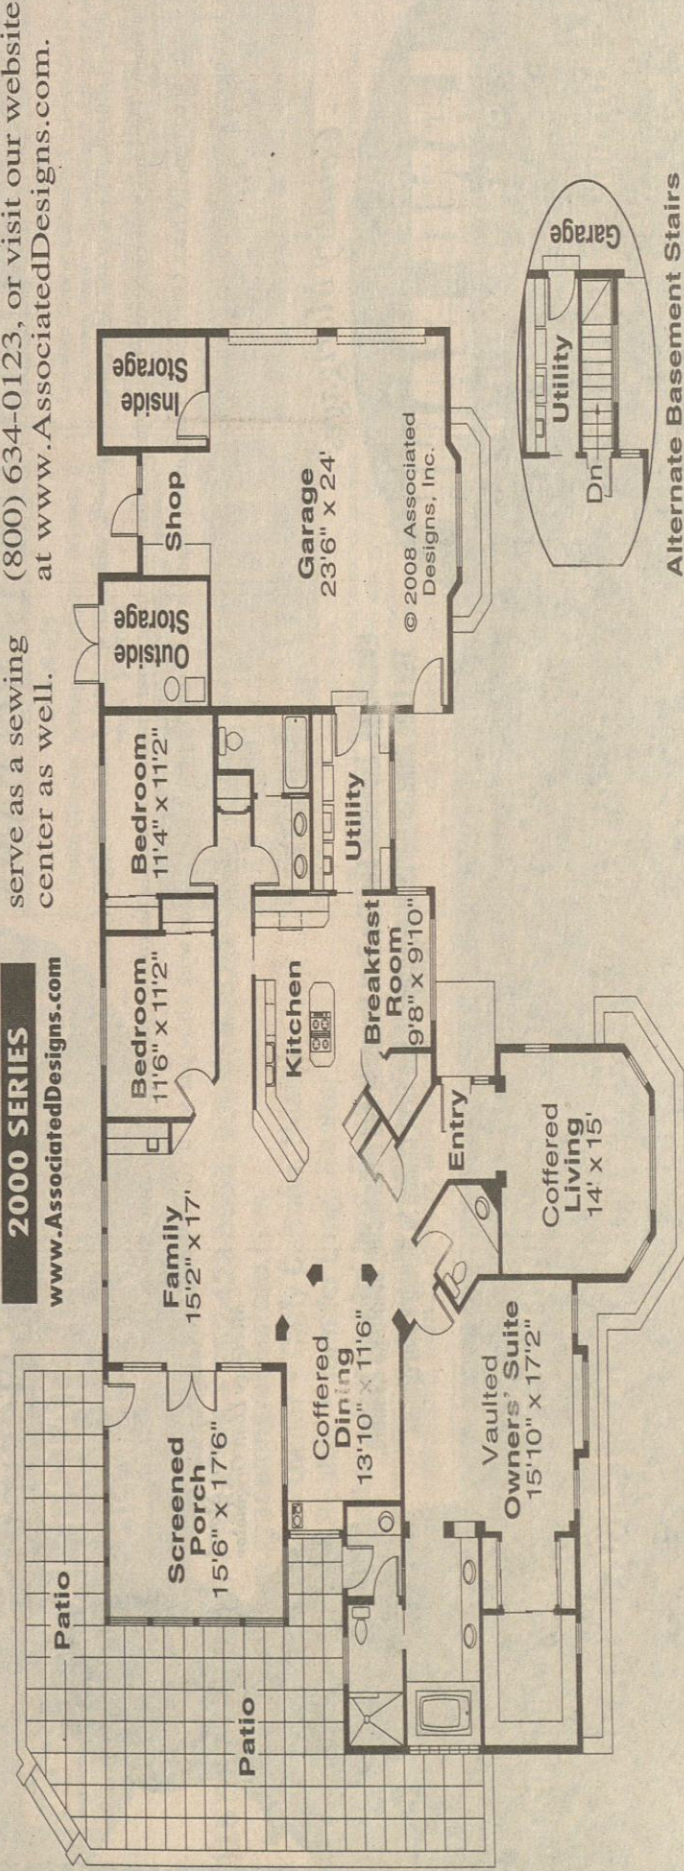 serve as a sewing
center as well.
(800) 634-0123, or visit our website
at www.AssociatedDesigns.com.
2000 SERIES
www.AssociatedDesigns.com
Patio
Patio
Screened
Porch
15'6" x 17'6"
Family
15'2" x 17'
Bedroom
11'6" x 11'2"
Bedroom
11'4" x 11'2"
Outside
Storage
Shop
Inside
Storage
Coffered
Dining
13'10" x 11'6"
Kitchen
Utility
Garage
23'6" x 24'
© 2008 Associated
Designs, Inc.
Breakfast
Room
9'8" x 9'10"
Entry
Vaulted
Owners' Suite
15'10" x 17'2"
Coffered
Living
14' x 15'
Utility
Garage
Dn
Alternate Basement Stairs